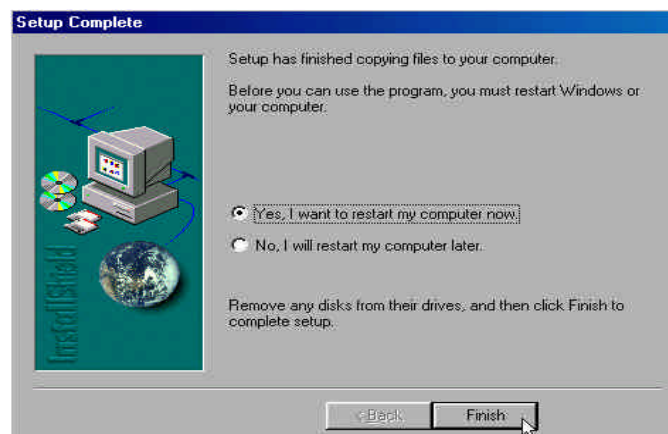 Setup Complete
Setup has finished copying files to your computer.
Before you can use the program, you must restart Windows or
your computer.
Yes, I want to restart my computer now.
No, I will restart my computer later.
Remove any disks from their drives, and then click Finish to
complete setup.
InstallShield
< Back
Finish